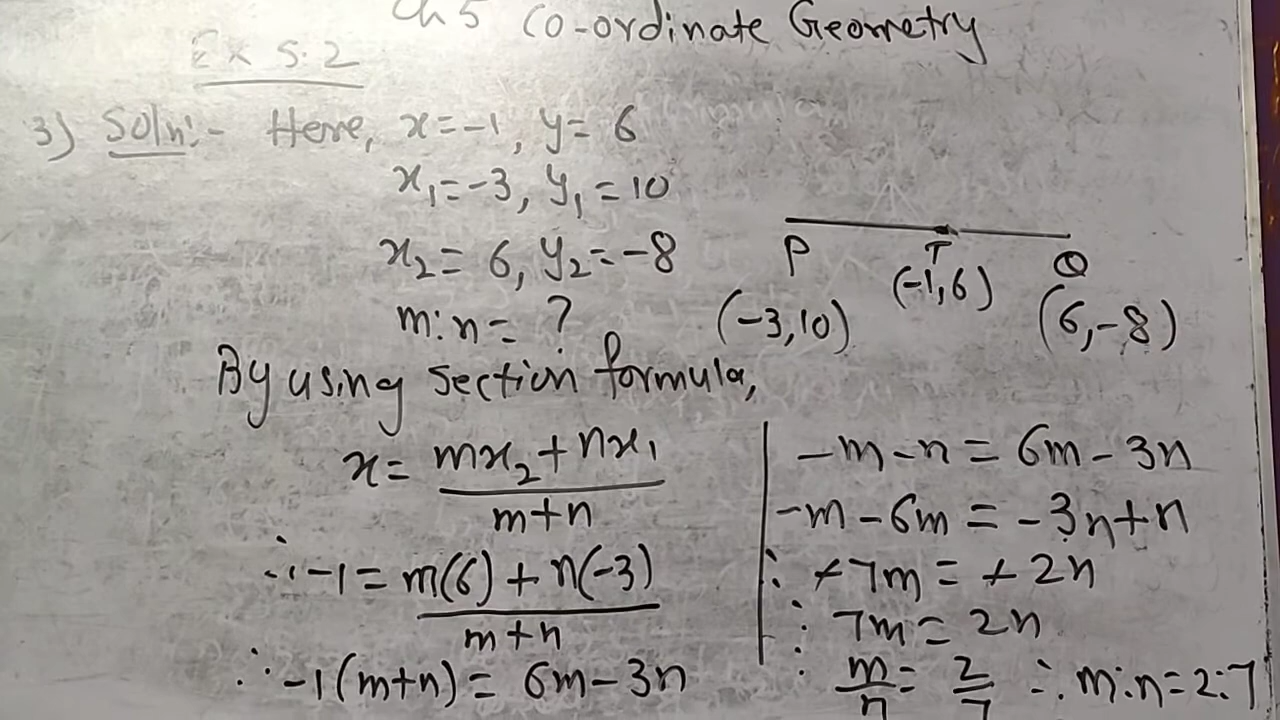 Ch 5 Co-ordinate Geometry
Ex 5.2
3) Soln:- Here, x=-1, y= 6
x₁=-3, y₁=10
x₂= 6, y₂=-8
m:n= ?
P T Q
(-3,10) (-1,6) (6,-8)
By using section formula,
x= mx₂+nx₁
m+n
∴ -1 = m(6) + n(-3)
m+n
∴ -1(m+n) = 6m-3n
-m-n = 6m-3n
-m-6m = -3n+n
∴ +7m = +2n
∴ 7m = 2n
∴ m/n = 2/7 ∴ m:n=2:7